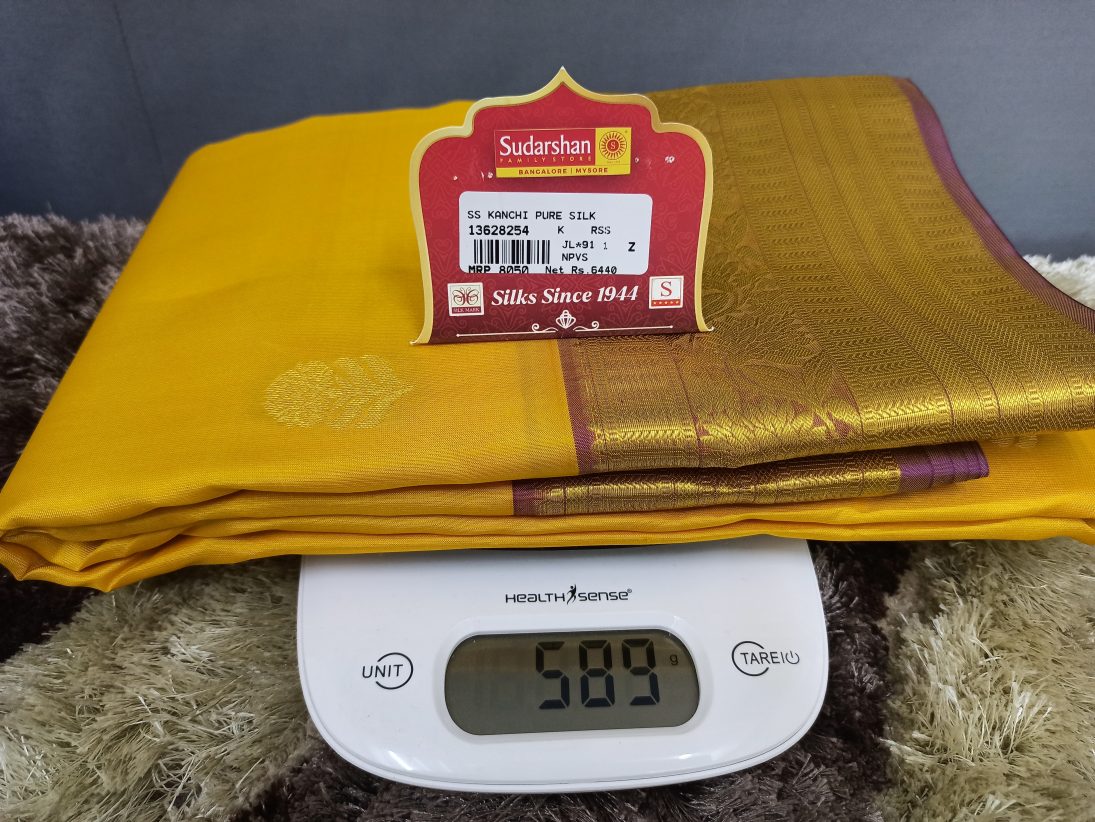 Sudarshan
FAMILY STORE
BANGALORE | MYSORE
SS KANCHI PURE SILK
13628254 K RSS
JL*91 1 Z
NPVS
MRP 8050 Net Rs.6440
SILK MARK
Silks Since 1944
S
HEALTH SENSE®
UNIT
589 g
TARE